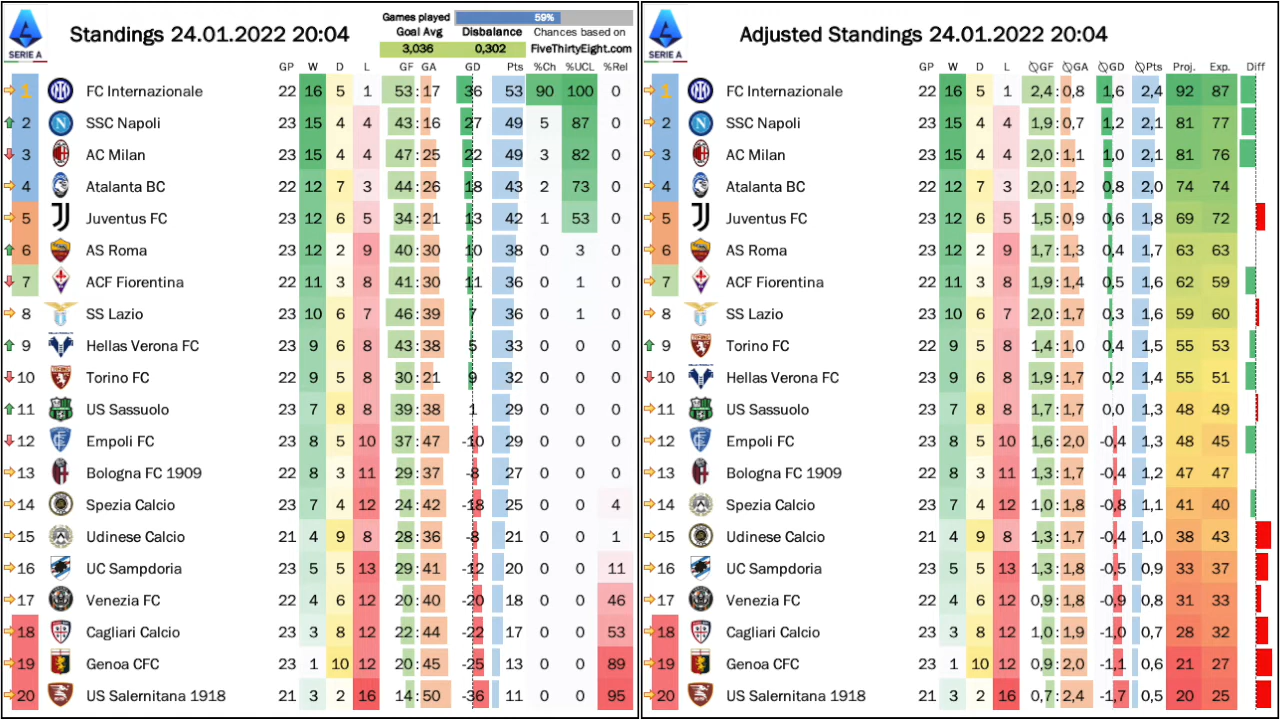 SERIE A
Standings 24.01.2022 20:04
Games played 59%
Goal Avg Disbalance Chances based on
3,036 0,302 FiveThirtyEight.com
GP W D L GF GA GD Pts %Ch %UCL %Rel
1 FC Internazionale 22 16 5 1 53:17 36 53 90 100 0
2 SSC Napoli 23 15 4 4 43:16 27 49 5 87 0
3 AC Milan 23 15 4 4 47:25 22 49 3 82 0
4 Atalanta BC 22 12 7 3 44:26 18 43 2 73 0
5 Juventus FC 23 12 6 5 34:21 13 42 1 53 0
6 AS Roma 23 12 2 9 40:30 10 38 0 3 0
7 ACF Fiorentina 22 11 3 8 41:30 11 36 0 1 0
8 SS Lazio 23 10 6 7 46:39 7 36 0 1 0
9 Hellas Verona FC 23 9 6 8 43:38 5 33 0 0 0
10 Torino FC 22 9 5 8 30:21 9 32 0 0 0
11 US Sassuolo 23 7 8 8 39:38 1 29 0 0 0
12 Empoli FC 23 8 5 10 37:47 -10 29 0 0 0
13 Bologna FC 1909 22 8 3 11 29:37 -8 27 0 0 0
14 Spezia Calcio 23 7 4 12 24:42 -18 25 0 0 4
15 Udinese Calcio 21 4 9 8 28:36 -8 21 0 0 1
16 UC Sampdoria 23 5 5 13 29:41 -12 20 0 0 11
17 Venezia FC 22 4 6 12 20:40 -20 18 0 0 46
18 Cagliari Calcio 23 3 8 12 22:44 -22 17 0 0 53
19 Genoa CFC 23 1 10 12 20:45 -25 13 0 0 89
20 US Salernitana 1918 21 3 2 16 14:50 -36 11 0 0 95
SERIE A
Adjusted Standings 24.01.2022 20:04
GP W D L ∅GF ∅GA ∅GD ∅Pts Proj. Exp. Diff
1 FC Internazionale 22 16 5 1 2,4:0,8 1,6 2,4 92 87
2 SSC Napoli 23 15 4 4 1,9:0,7 1,2 2,1 81 77
3 AC Milan 23 15 4 4 2,0:1,1 1,0 2,1 81 76
4 Atalanta BC 22 12 7 3 2,0:1,2 0,8 2,0 74 74
5 Juventus FC 23 12 6 5 1,5:0,9 0,6 1,8 69 72
6 AS Roma 23 12 2 9 1,7:1,3 0,4 1,7 63 63
7 ACF Fiorentina 22 11 3 8 1,9:1,4 0,5 1,6 62 59
8 SS Lazio 23 10 6 7 2,0:1,7 0,3 1,6 59 60
9 Torino FC 22 9 5 8 1,4:1,0 0,4 1,5 55 53
10 Hellas Verona FC 23 9 6 8 1,9:1,7 0,2 1,4 55 51
11 US Sassuolo 23 7 8 8 1,7:1,7 0,0 1,3 48 49
12 Empoli FC 23 8 5 10 1,6:2,0 -0,4 1,3 48 45
13 Bologna FC 1909 22 8 3 11 1,3:1,7 -0,4 1,2 47 47
14 Spezia Calcio 23 7 4 12 1,0:1,8 -0,8 1,1 41 40
15 Udinese Calcio 21 4 9 8 1,3:1,7 -0,4 1,0 38 43
16 UC Sampdoria 23 5 5 13 1,3:1,8 -0,5 0,9 33 37
17 Venezia FC 22 4 6 12 0,9:1,8 -0,9 0,8 31 33
18 Cagliari Calcio 23 3 8 12 1,0:1,9 -1,0 0,7 28 32
19 Genoa CFC 23 1 10 12 0,9:2,0 -1,1 0,6 21 27
20 US Salernitana 1918 21 3 2 16 0,7:2,4 -1,7 0,5 20 25